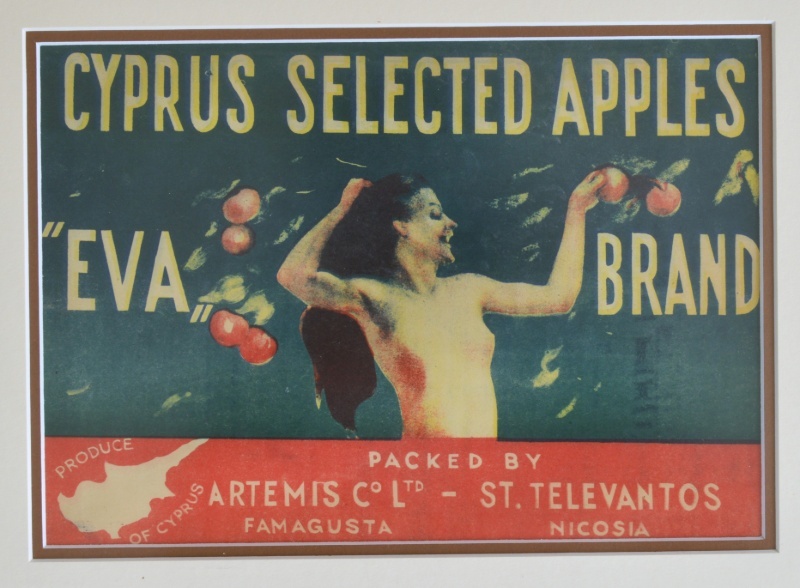 CYPRUS SELECTED APPLES
"EVA" BRAND
PRODUCE OF CYPRUS
PACKED BY
ARTEMIS Co LTD - ST. TELEVANTOS
FAMAGUSTA NICOSIA